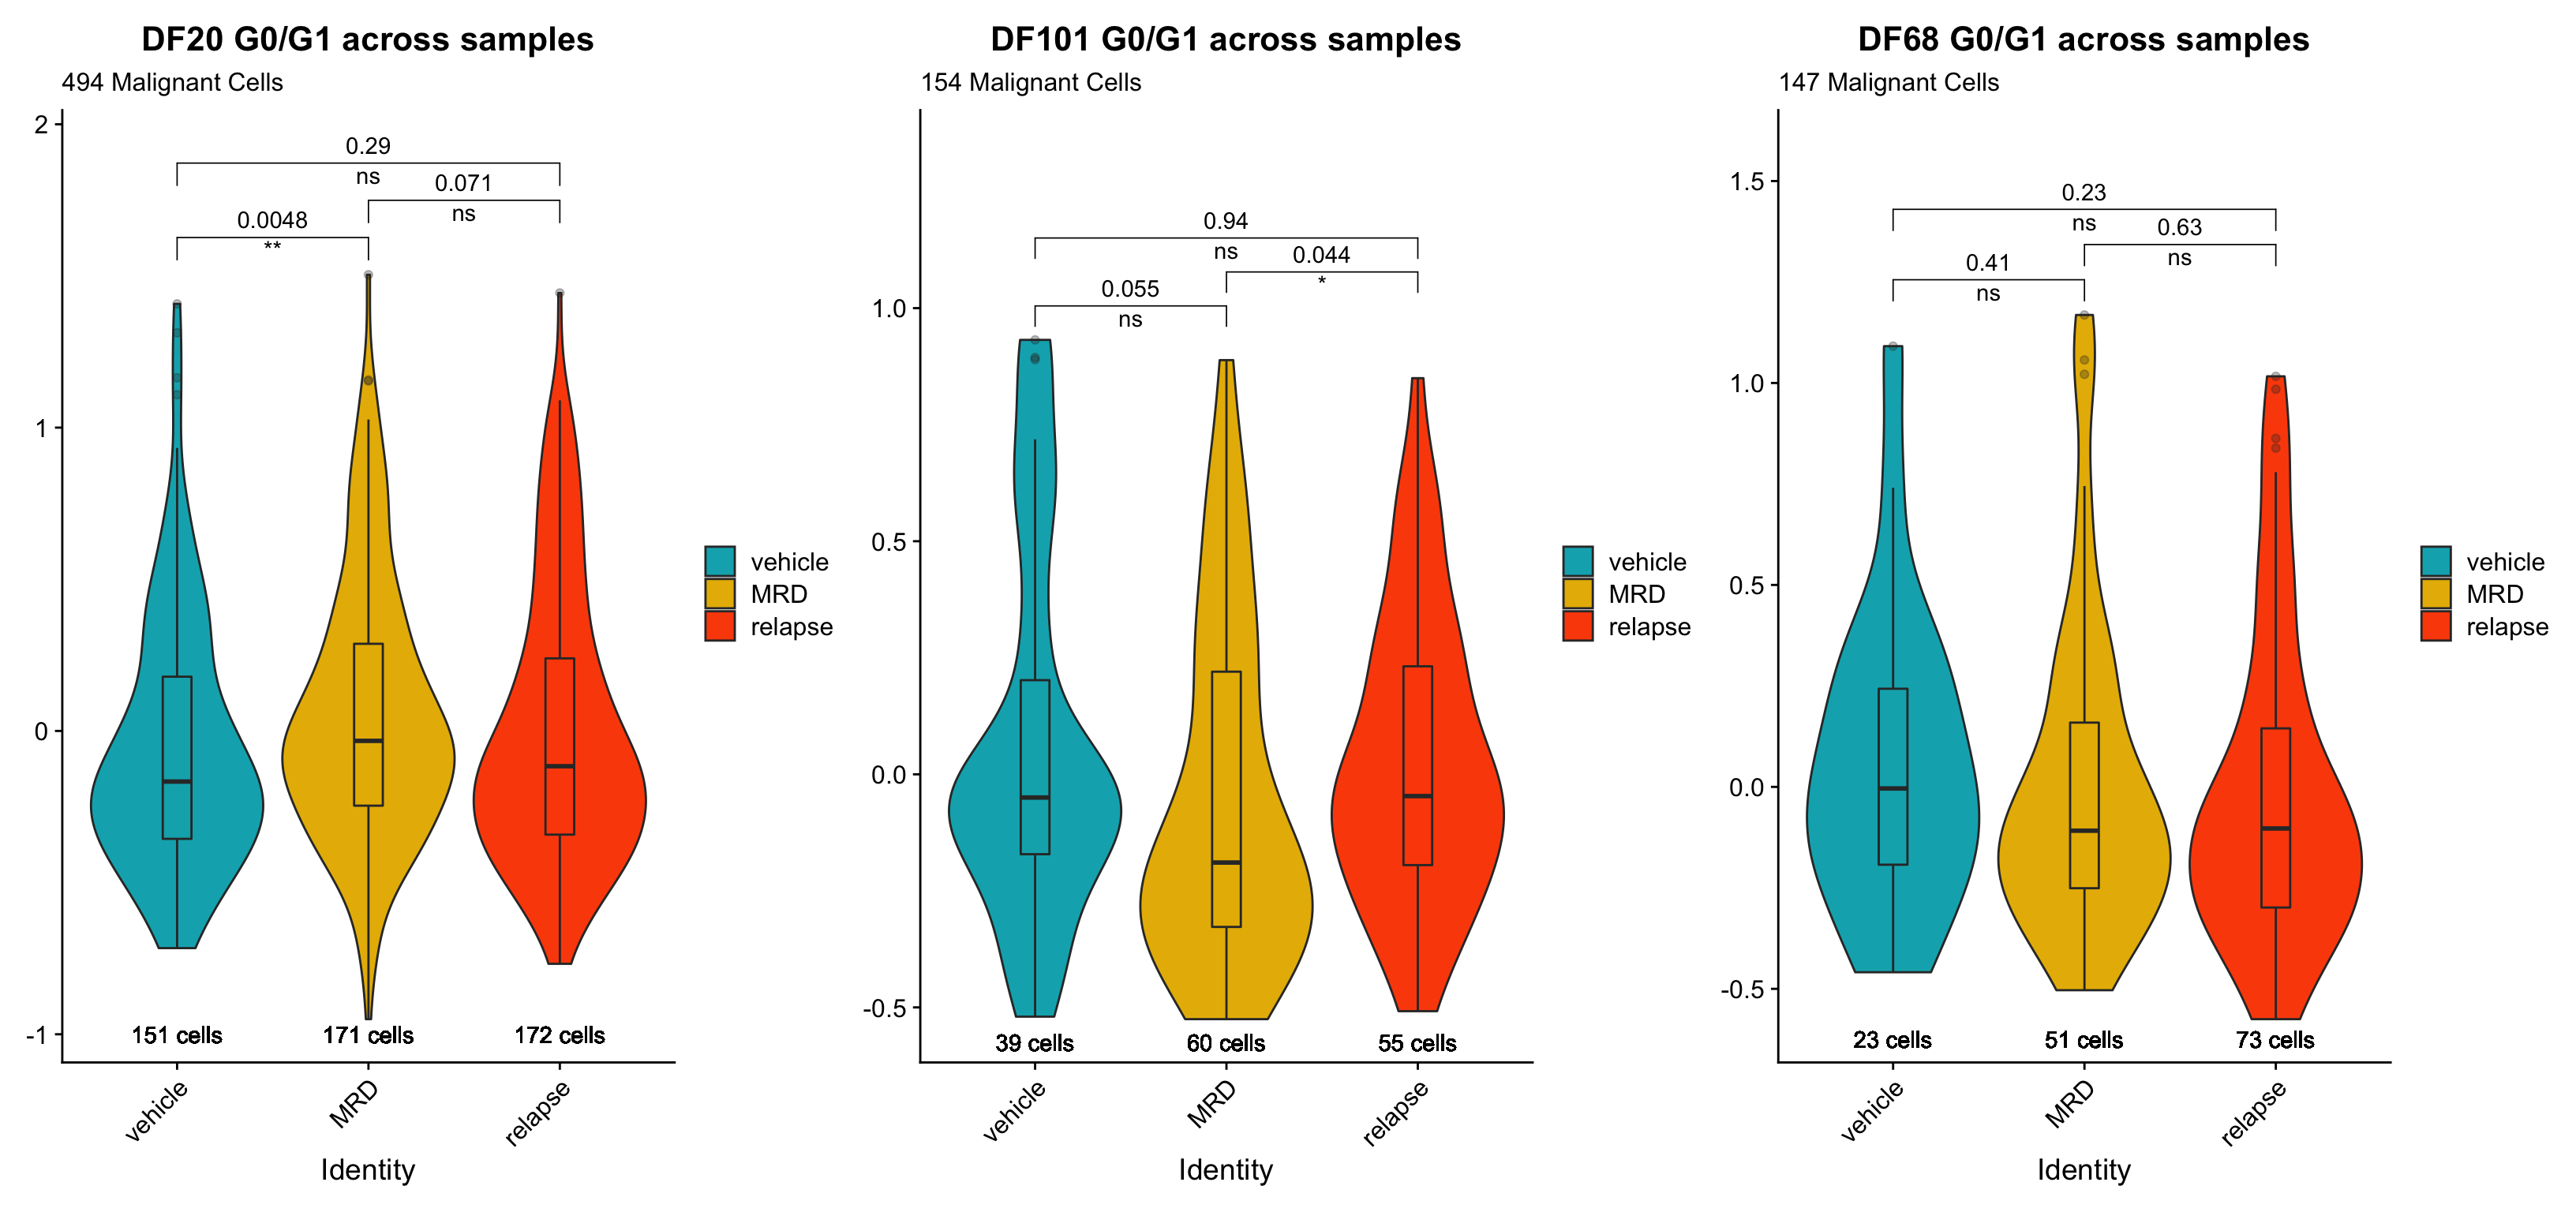 DF20 G0/G1 across samples
494 Malignant Cells
2
1
0
-1
0.29
ns
0.071
ns
0.0048
**
151 cells
171 cells
172 cells
vehicle
MRD
relapse
Identity
vehicle
MRD
relapse
DF101 G0/G1 across samples
154 Malignant Cells
1.0
0.5
0.0
-0.5
0.94
ns
0.044
*
0.055
ns
39 cells
60 cells
55 cells
vehicle
MRD
relapse
Identity
vehicle
MRD
relapse
DF68 G0/G1 across samples
147 Malignant Cells
1.5
1.0
0.5
0.0
-0.5
0.23
ns
0.63
ns
0.41
ns
23 cells
51 cells
73 cells
vehicle
MRD
relapse
Identity
vehicle
MRD
relapse